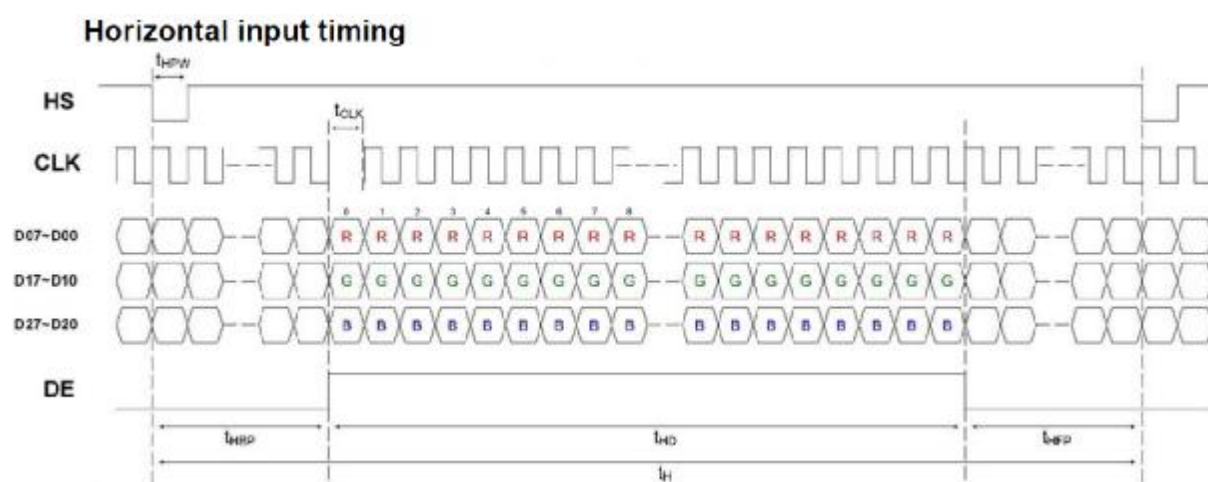 Horizontal input timing
tHPW
HS
tCLK
CLK
0 1 2 3 4 5 6 7 8
D07~D00 R R R R R R R R R R R R R R R R R
D17~D10 G G G G G G G G G G G G G G G G G
D27~D20 B B B B B B B B B B B B B B B B B
DE
tHBP tHD tHFP
tH